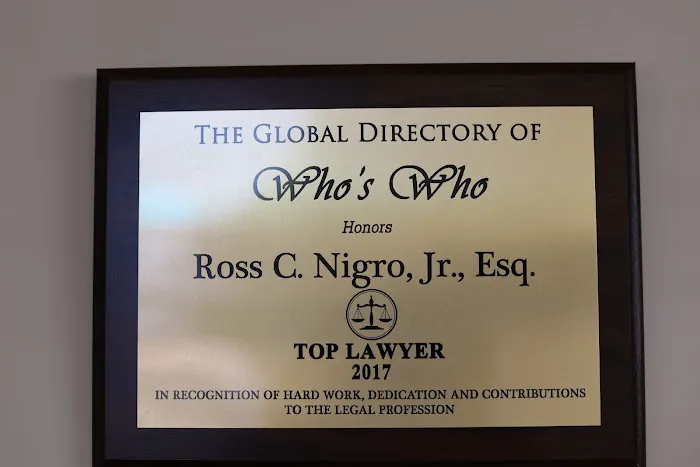 THE GLOBAL DIRECTORY OF
Who's Who
Honors
Ross C. Nigro, Jr., Esq.
TOP LAWYER
2017
IN RECOGNITION OF HARD WORK, DEDICATION AND CONTRIBUTIONS
TO THE LEGAL PROFESSION